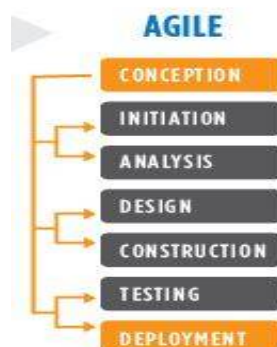 AGILE
CONCEPTION
INITIATION
ANALYSIS
DESIGN
CONSTRUCTION
TESTING
DEPLOYMENT